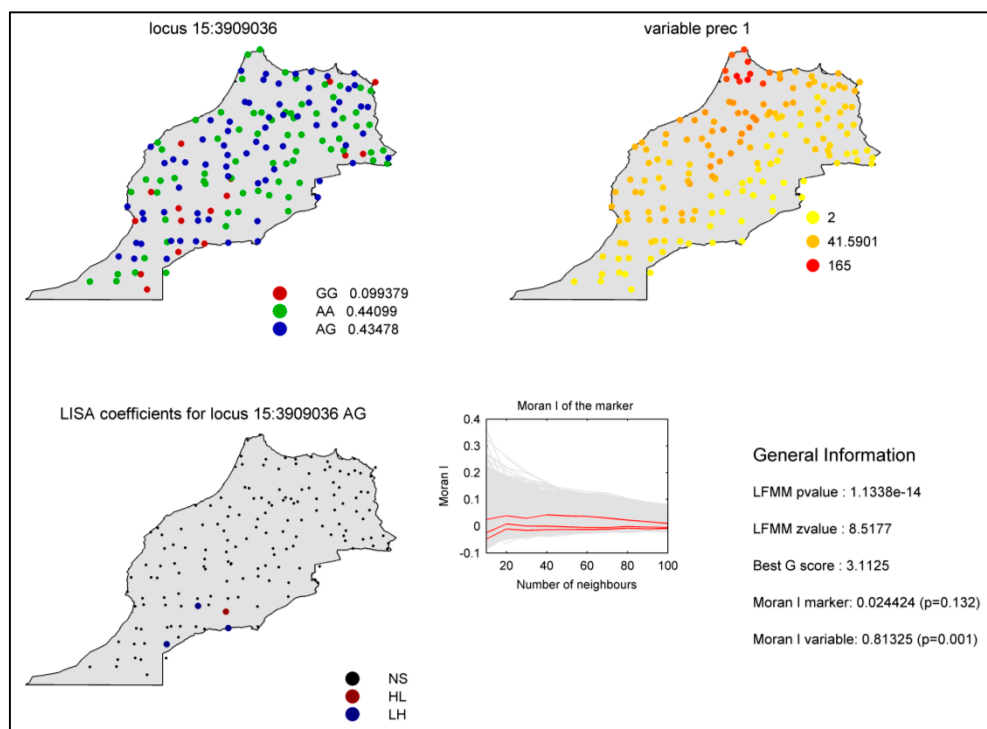 locus 15:3909036
variable prec 1
2
41.5901
165
GG 0.099379
AA 0.44099
AG 0.43478
LISA coefficients for locus 15:3909036 AG
NS
HL
LH
Moran I of the marker
Moran I
0.4
0.3
0.2
0.1
0
-0.1
20 40 60 80 100
Number of neighbours
General Information
LFMM pvalue : 1.1338e-14
LFMM zvalue : 8.5177
Best G score : 3.1125
Moran I marker: 0.024424 (p=0.132)
Moran I variable: 0.81325 (p=0.001)